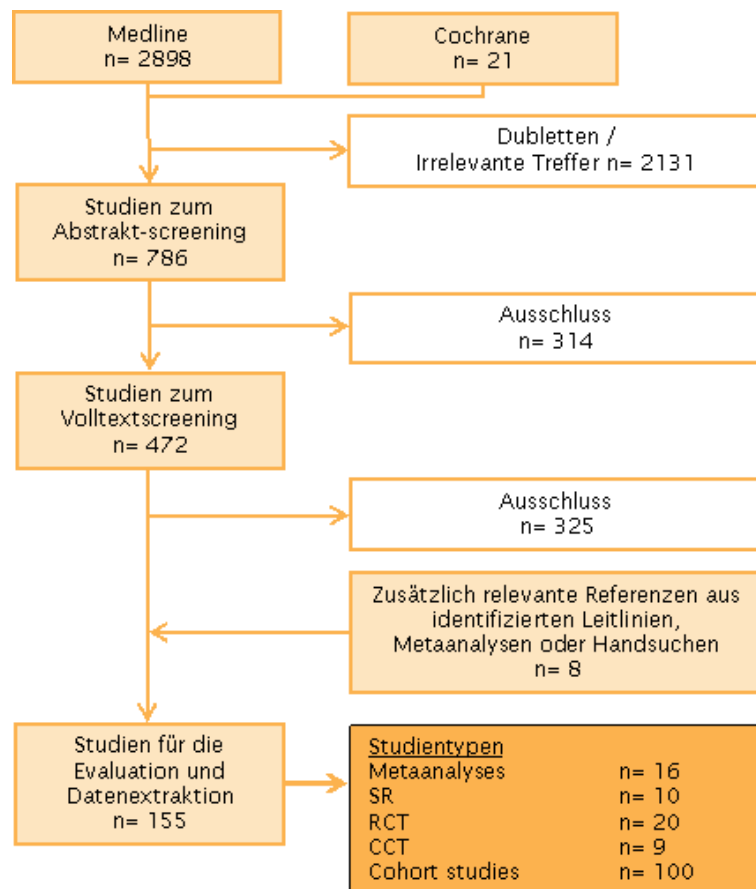 Medline
n= 2898
Cochrane
n= 21
Dubletten /
Irrelevante Treffer n= 2131
Studien zum
Abstrakt-screening
n= 786
Ausschluss
n= 314
Studien zum
Volltextscreening
n= 472
Ausschluss
n= 325
Zusätzlich relevante Referenzen aus
identifizierten Leitlinien,
Metaanalysen oder Handsuchen
n= 8
Studien für die
Evaluation und
Datenextraktion
n= 155
Studientypen
Metaanalyses n= 16
SR n= 10
RCT n= 20
CCT n= 9
Cohort studies n= 100